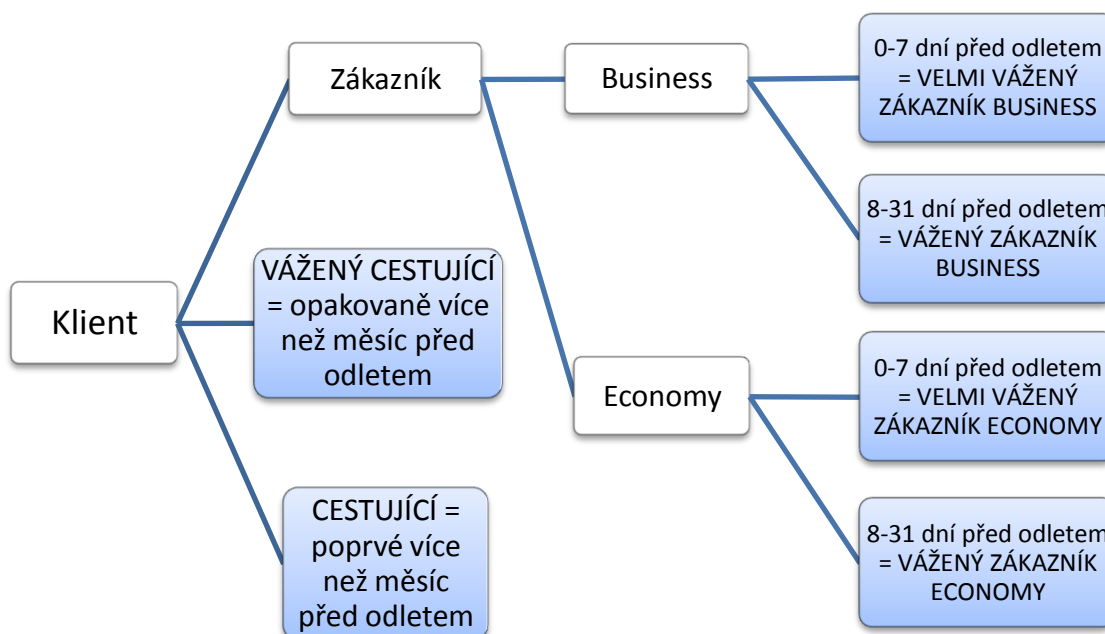 Klient
Zákazník
VÁŽENÝ CESTUJÍCÍ
= opakovaně více
než měsíc před
odletem
CESTUJÍCÍ =
poprvé více
než měsíc
před odletem
Business
Economy
0-7 dní před odletem
= VELMI VÁŽENÝ
ZÁKAZNÍK BUSiNESS
8-31 dní před odletem
= VÁŽENÝ ZÁKAZNÍK
BUSINESS
0-7 dní před odletem
= VELMI VÁŽENÝ
ZÁKAZNÍK ECONOMY
8-31 dní před odletem
= VÁŽENÝ ZÁKAZNÍK
ECONOMY